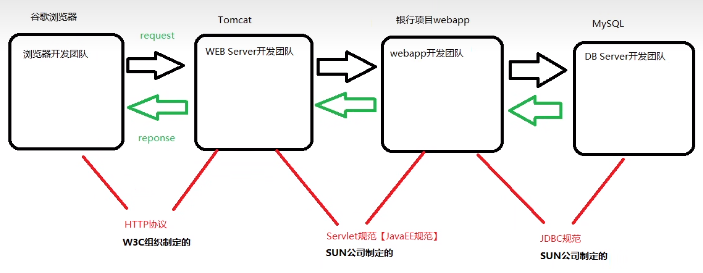 谷歌浏览器
Tomcat
银行项目webapp
MySQL
浏览器开发团队
request
WEB Server开发团队
webapp开发团队
DB Server开发团队
reponse
HTTP协议
W3C组织制定的
Servlet规范【JavaEE规范】
SUN公司制定的
JDBC规范
SUN公司制定的